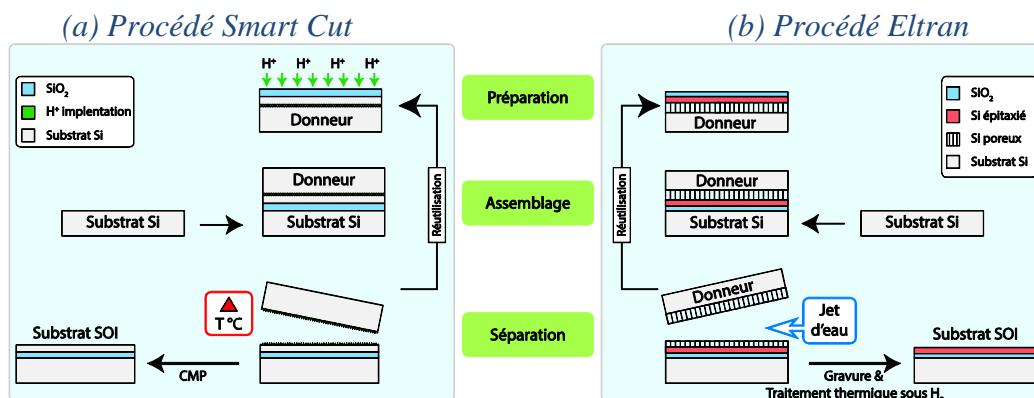 (a) Procédé Smart Cut
(b) Procédé Eltran
SiO₂
H⁺ implentation
Substrat Si
H⁺ H⁺ H⁺ H⁺
Donneur
Donneur
Substrat Si
Substrat Si
Réutilisation
T °C
Substrat SOI
CMP
Préparation
Assemblage
Séparation
SiO₂
Si épitaxié
Si poreux
Substrat Si
Donneur
Donneur
Substrat Si
Substrat Si
Réutilisation
Donneur
Jet
d'eau
Substrat SOI
Gravure &
Traitement thermique sous H₂